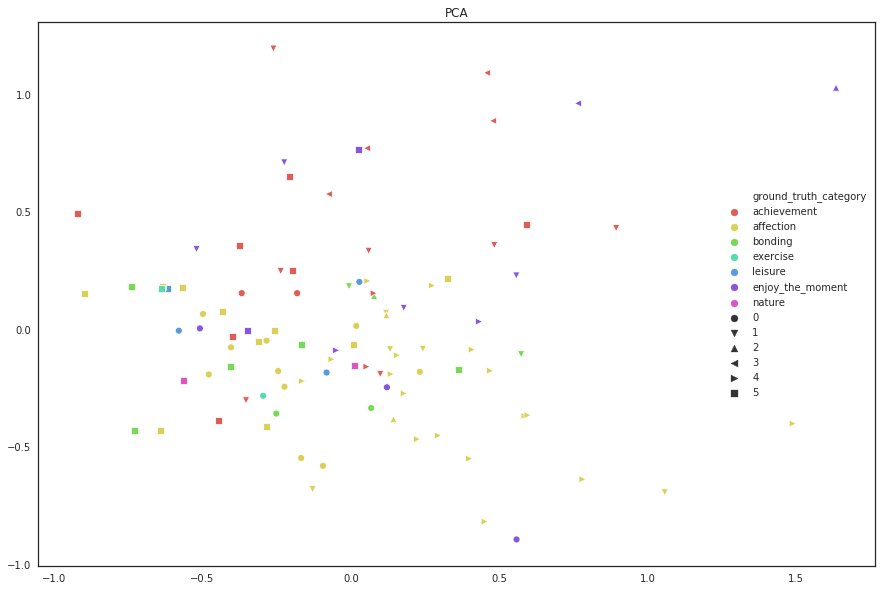 PCA
1.0
0.5
0.0
−0.5
−1.0
−1.0
−0.5
0.0
0.5
1.0
1.5
ground_truth_category
achievement
affection
bonding
exercise
leisure
enjoy_the_moment
nature
0
1
2
3
4
5